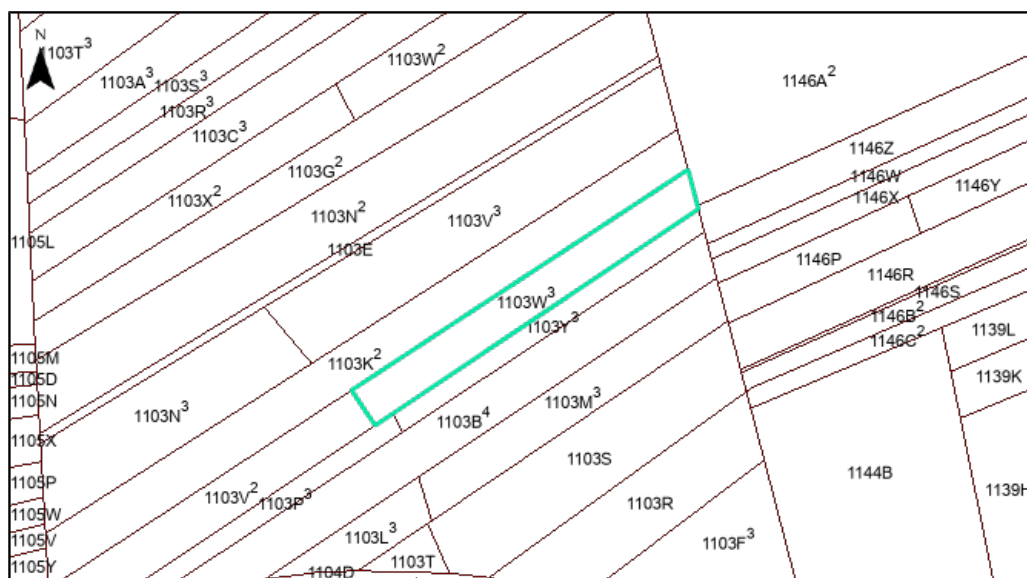 N
1103T³
1103A³
1103S³
1103W²
1103R³
1103C³
1146A²
1103G²
1103X²
1146Z
1146W
1146X
1146Y
1103N²
1103V³
1105L
1103E
1146P
1146R
1146S
1103W³
1146B²
1103Y³
1139L
1146C²
1105M
1103K²
1105D
1139K
1105N
1103N³
1103M³
1103B⁴
1105X
1103S
1144B
1105P
1103V²
1103P³
1103R
1139H
1105W
1103L³
1105V
1103F³
1103T
1105Y
1104D